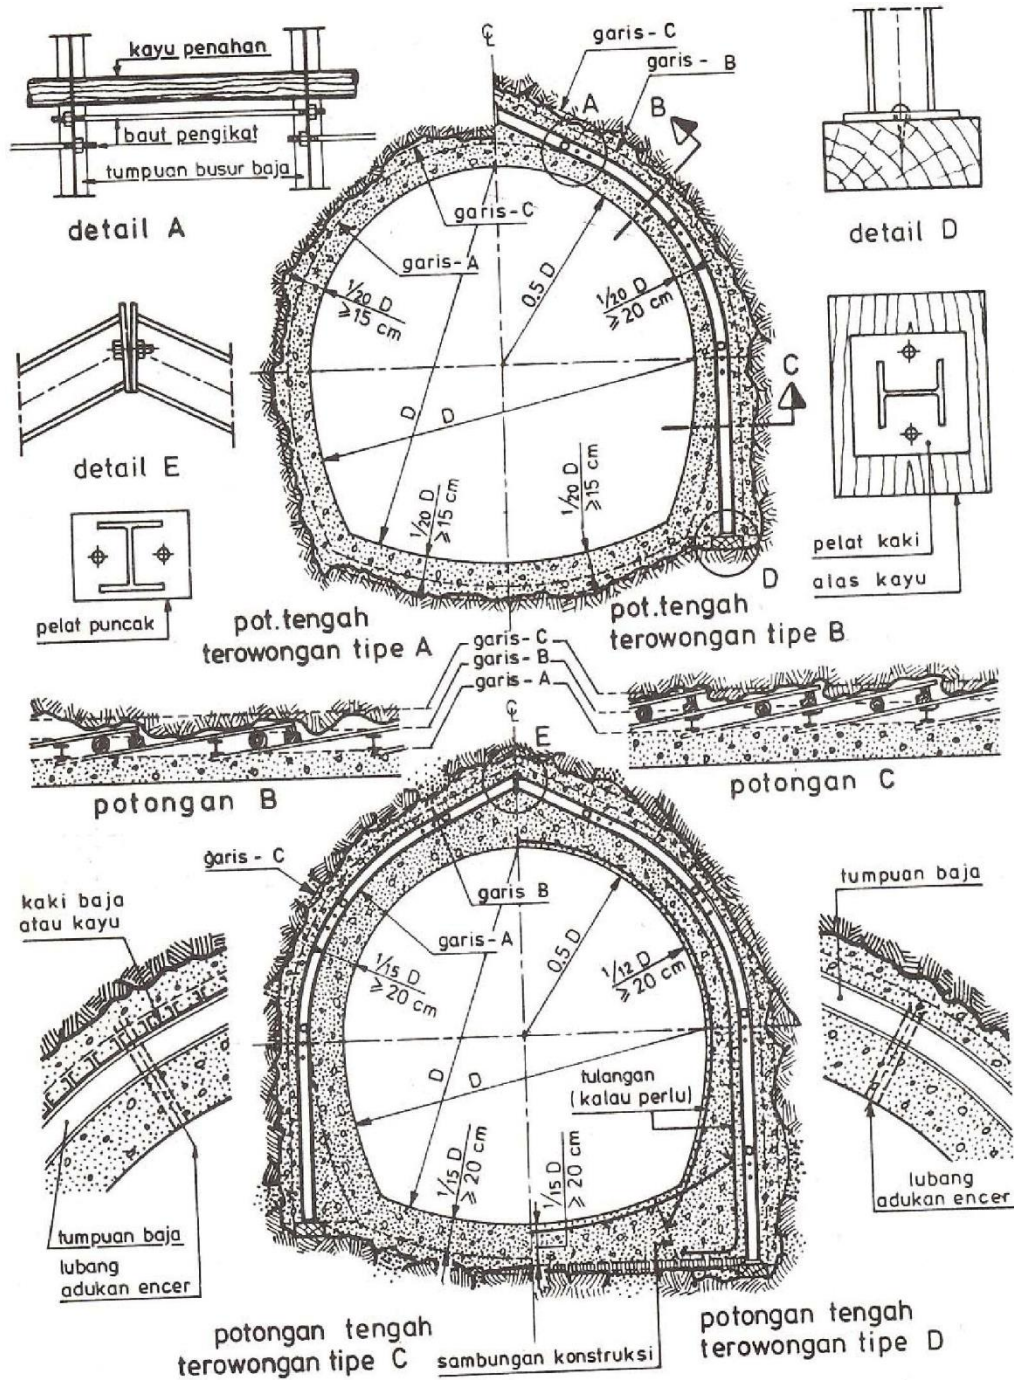 kayu penahan
baut pengikat
tumpuan busur baja
detail A
℄
garis - C
garis - B
A
B
garis-C
garis-A
1/20 D
≥15 cm
0.5 D
1/20 D
≥ 20 cm
D
D
C
1/20 D
≥15 cm
1/20 D
≥15 cm
D
detail D
detail E
pelat puncak
pelat kaki
alas kayu
pot.tengah
terowongan tipe A
pot.tengah
terowongan tipe B
garis-C
garis-B
garis-A
℄
E
potongan B
potongan C
garis - C
kaki baja
atau kayu
garis B
garis-A
1/15 D
≥ 20 cm
0.5 D
1/12 D
≥ 20 cm
D
D
tulangan
(kalau perlu)
1/15 D
≥ 20 cm
1/15 D
≥ 20 cm
tumpuan baja
lubang
adukan encer
tumpuan baja
lubang
adukan encer
potongan tengah
terowongan tipe C
sambungan konstruksi
potongan tengah
terowongan tipe D